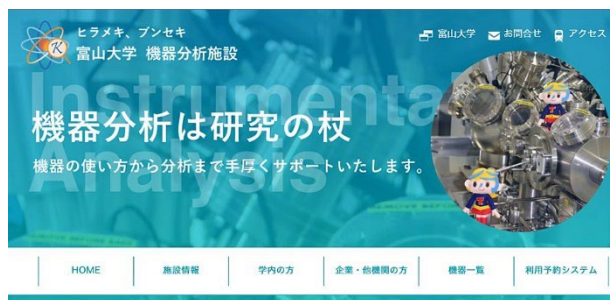 ヒラメキ、ブンセキ
富山大学 機器分析施設
富山大学 お問合せ アクセス
Instrumental
Analysis
機器分析は研究の杖
機器の使い方から分析まで手厚くサポートいたします。
HOME 施設情報 学内の方 企業・他機関の方 機器一覧 利用予約システム